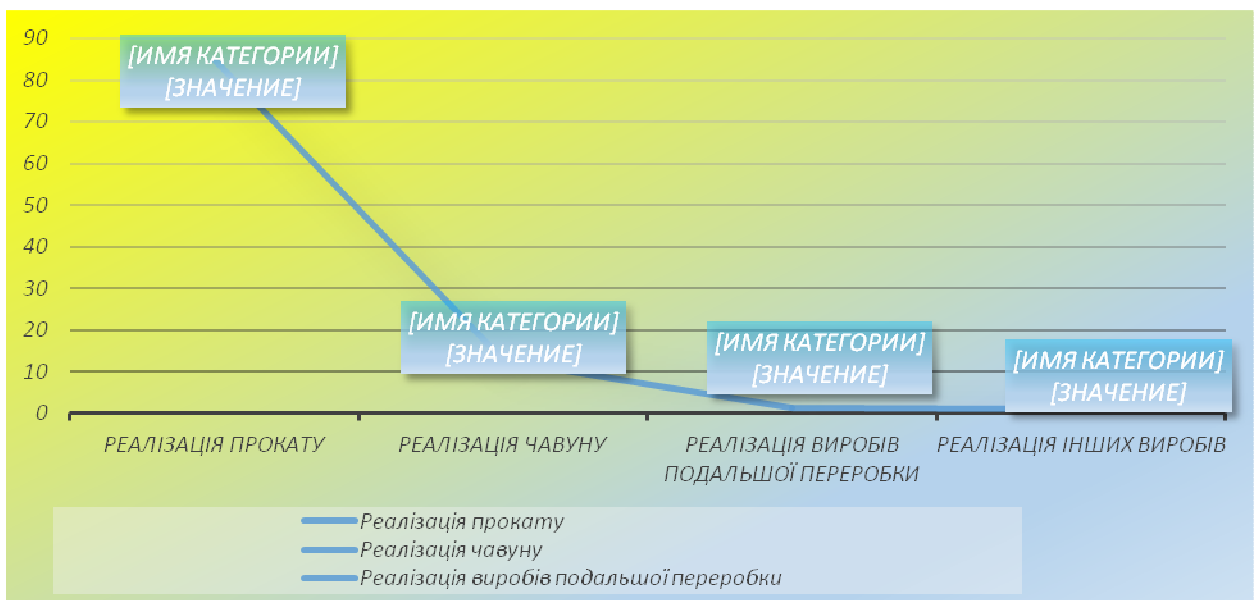 90
[ИМЯ КАТЕГОРИИ]
[ЗНАЧЕНИЕ]
80
70
60
50
40
30
[ИМЯ КАТЕГОРИИ]
[ЗНАЧЕНИЕ]
20
[ИМЯ КАТЕГОРИИ]
[ЗНАЧЕНИЕ]
[ИМЯ КАТЕГОРИИ]
[ЗНАЧЕНИЕ]
10
0
РЕАЛІЗАЦІЯ ПРОКАТУ
РЕАЛІЗАЦІЯ ЧАВУНУ
РЕАЛІЗАЦІЯ ВИРОБІВ
ПОДАЛЬШОЇ ПЕРЕРОБКИ
РЕАЛІЗАЦІЯ ІНШИХ ВИРОБІВ
Реалізація прокату
Реалізація чавуну
Реалізація виробів подальшої переробки